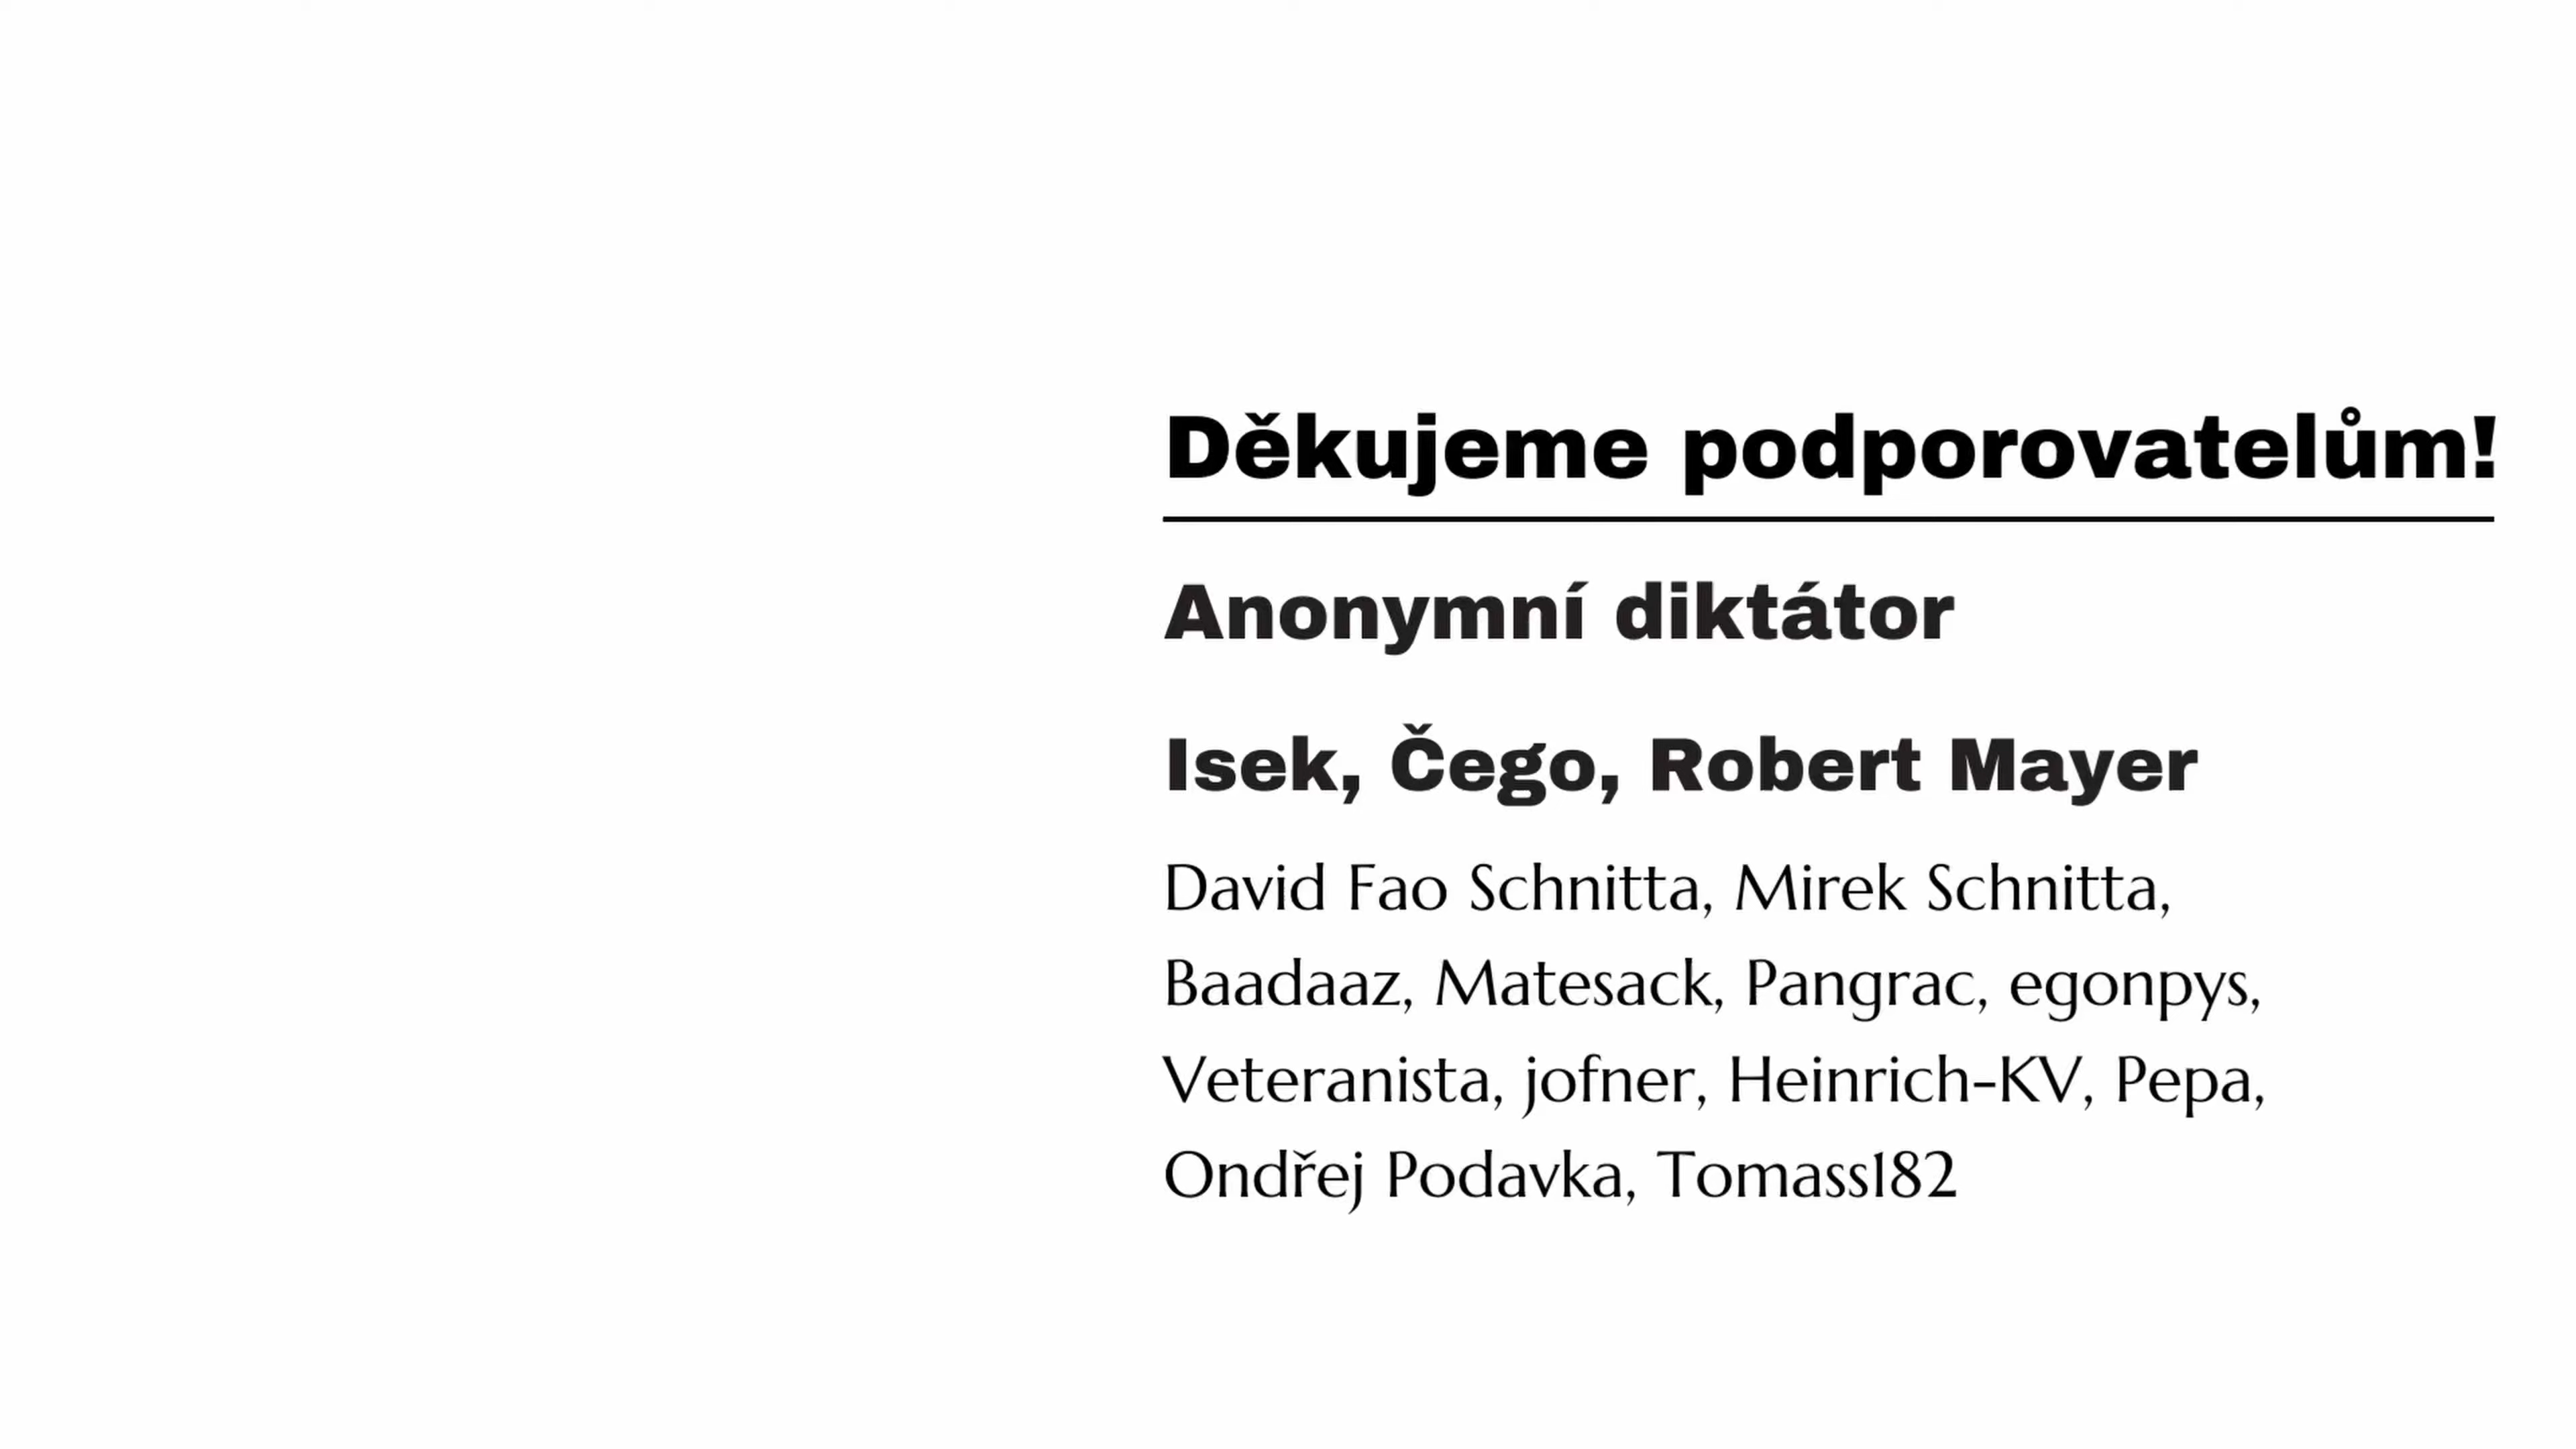 Děkujeme podporovatelům!
Anonymní diktátor
Isek, Čego, Robert Mayer
David Fao Schnitta, Mirek Schnitta,
Baadaaz, Matesack, Pangrac, egonpys,
Veteranista, jofner, Heinrich-KV, Pepa,
Ondřej Podavka, Tomass182